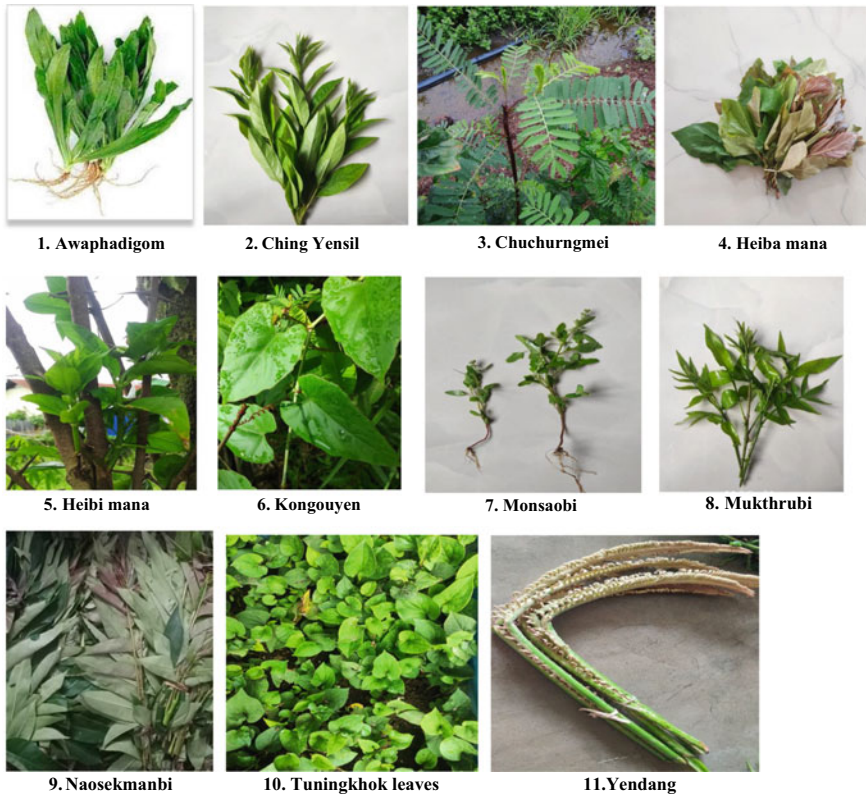 1. Awaphadigom
2. Ching Yensil
3. Chuchurngmei
4. Heiba mana
5. Heibi mana
6. Kongouyen
7. Monsaobi
8. Mukthrubi
9. Naosekmanbi
10. Tuningkhok leaves
11.Yendang